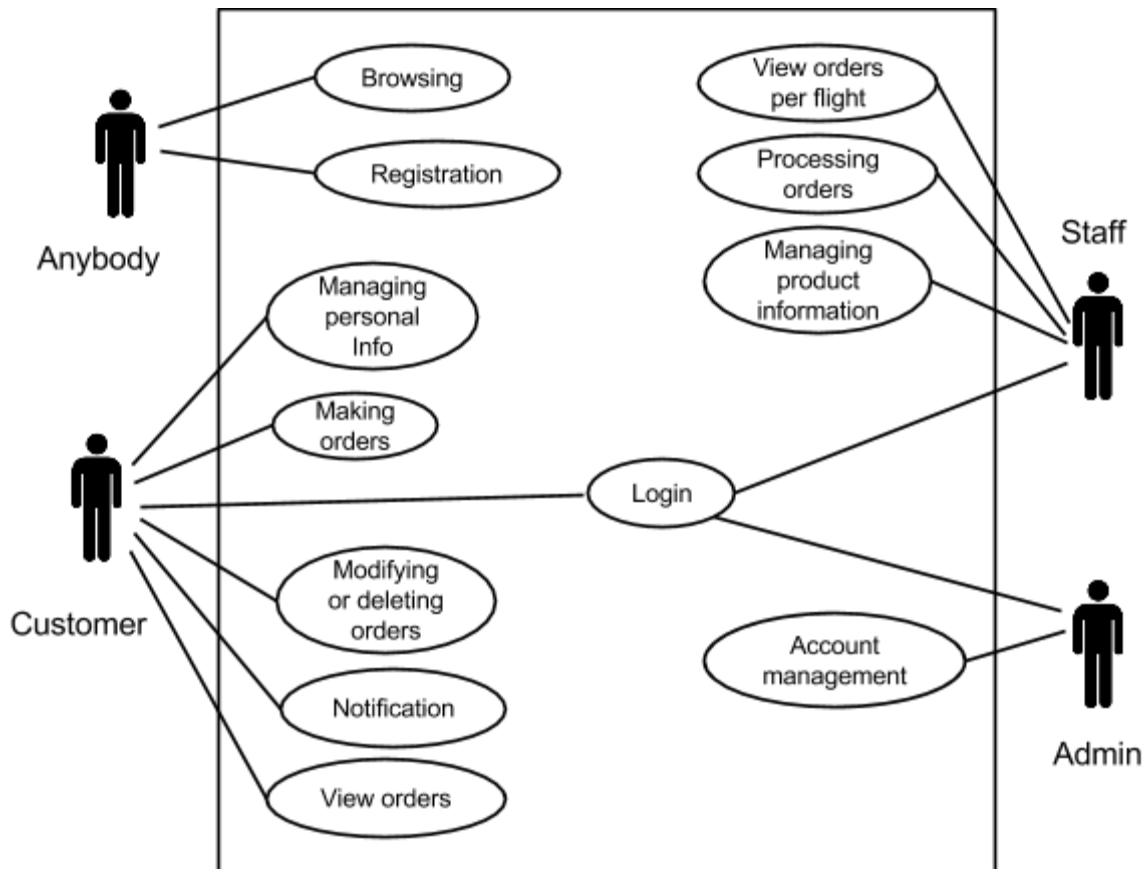 Browsing
Registration
Anybody
Managing
personal
Info
Making
orders
Customer
Modifying
or deleting
orders
Notification
View orders
Login
View orders
per flight
Processing
orders
Managing
product
information
Staff
Account
management
Admin